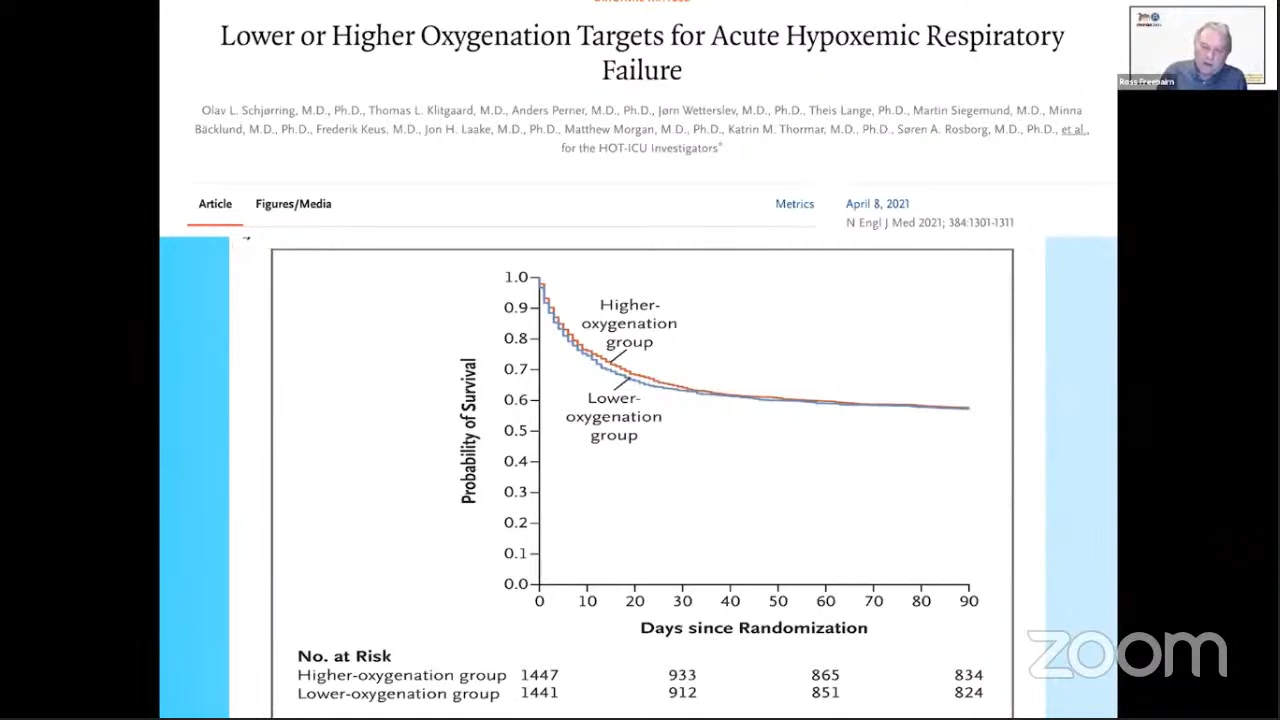 Lower or Higher Oxygenation Targets for Acute Hypoxemic Respiratory
Failure
Olav L. Schjørring, M.D., Ph.D., Thomas L. Klitgaard, M.D., Anders Perner, M.D., Ph.D., Jørn Wetterslev, M.D., Ph.D., Theis Lange, Ph.D., Martin Siegemund, M.D., Minna
Bäcklund, M.D., Ph.D., Frederik Keus, M.D., Jon H. Laake, M.D., Ph.D., Matthew Morgan, M.D., Ph.D., Katrin M. Thormar, M.D., Ph.D., Søren A. Rosborg, M.D., Ph.D., et al.,
for the HOT-ICU Investigators*
Ross Freebairn
Article Figures/Media Metrics April 8, 2021
N Engl J Med 2021; 384:1301-1311
1.0
0.9
0.8
0.7
0.6
0.5
0.4
0.3
0.2
0.1
0.0
Probability of Survival
Higher-
oxygenation
group
Lower-
oxygenation
group
0 10 20 30 40 50 60 70 80 90
Days since Randomization
No. at Risk
Higher-oxygenation group 1447 933 865 834
Lower-oxygenation group 1441 912 851 824
zoom